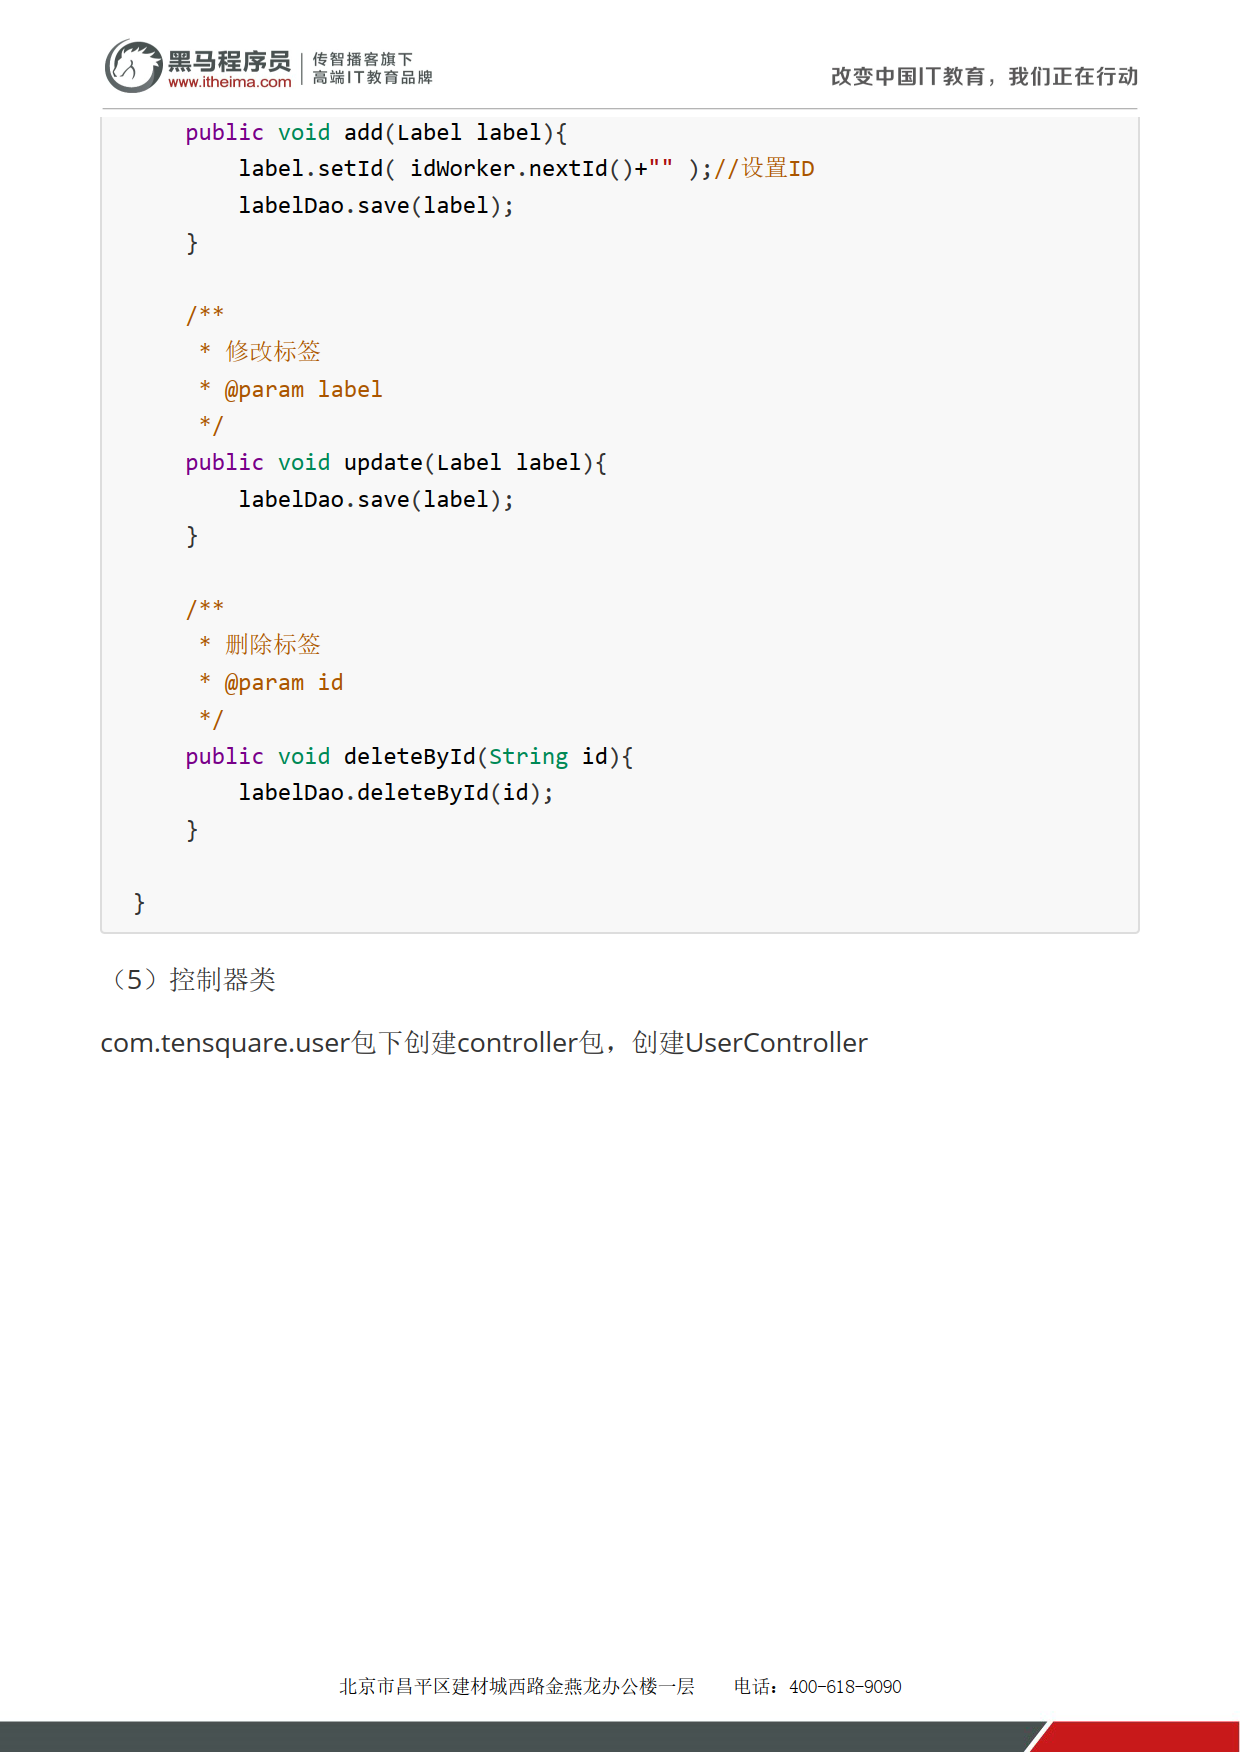 黑马程序员
www.itheima.com
传智播客旗下
高端IT教育品牌
改变中国IT教育，我们正在行动
public void add(Label label){
label.setId( idWorker.nextId()+"" );//设置ID
labelDao.save(label);
}
/**
* 修改标签
* @param label
*/
public void update(Label label){
labelDao.save(label);
}
/**
* 删除标签
* @param id
*/
public void deleteById(String id){
labelDao.deleteById(id);
}
}
（5）控制器类
com.tensquare.user包下创建controller包，创建UserController
北京市昌平区建材城西路金燕龙办公楼一层 电话：400-618-9090